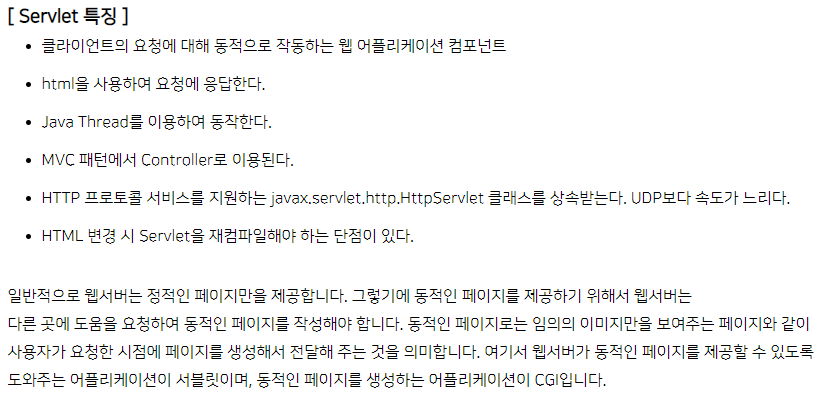 [ Servlet 특징 ]
• 클라이언트의 요청에 대해 동적으로 작동하는 웹 어플리케이션 컴포넌트
• html을 사용하여 요청에 응답한다.
• Java Thread를 이용하여 동작한다.
• MVC 패턴에서 Controller로 이용된다.
• HTTP 프로토콜 서비스를 지원하는 javax.servlet.http.HttpServlet 클래스를 상속받는다. UDP보다 속도가 느리다.
• HTML 변경 시 Servlet을 재컴파일해야 하는 단점이 있다.
일반적으로 웹서버는 정적인 페이지만을 제공합니다. 그렇기에 동적인 페이지를 제공하기 위해서 웹서버는
다른 곳에 도움을 요청하여 동적인 페이지를 작성해야 합니다. 동적인 페이지로는 임의의 이미지만을 보여주는 페이지와 같이
사용자가 요청한 시점에 페이지를 생성해서 전달해 주는 것을 의미합니다. 여기서 웹서버가 동적인 페이지를 제공할 수 있도록
도와주는 어플리케이션이 서블릿이며, 동적인 페이지를 생성하는 어플리케이션이 CGI입니다.